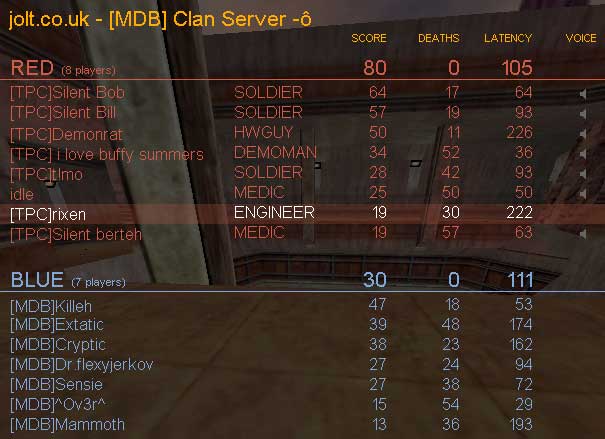 jolt.co.uk - [MDB] Clan Server -ô
SCORE DEATHS LATENCY VOICE
RED (8 players) 80 0 105
[TPC]Silent Bob SOLDIER 64 17 64
[TPC]Silent Bill SOLDIER 57 19 93
[TPC]Demonrat HWGUY 50 11 226
[TPC] i love buffy summers DEMOMAN 34 52 36
[TPC]t!mo SOLDIER 28 42 93
idle MEDIC 25 50 50
[TPC]rixen ENGINEER 19 30 222
[TPC]Silent berteh MEDIC 19 57 63
BLUE (7 players) 30 0 111
[MDB]Killeh 47 18 53
[MDB]Extatic 39 48 174
[MDB]Cryptic 38 23 162
[MDB]Dr.flexyjerkov 27 24 94
[MDB]Sensie 27 38 72
[MDB]^Ov3r^ 15 54 29
[MDB]Mammoth 13 36 193